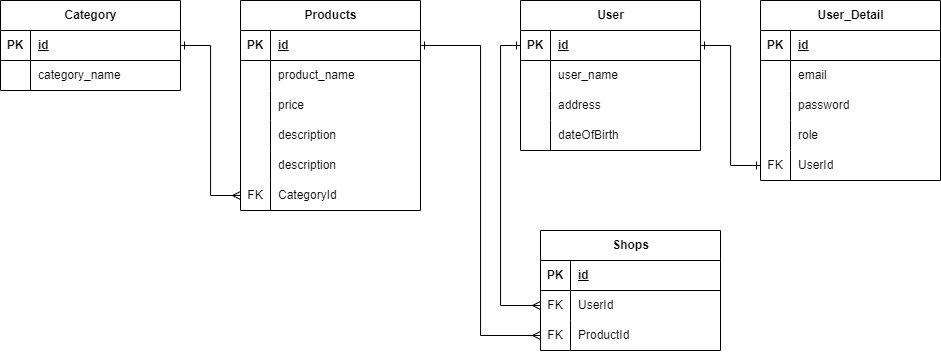 Category
PK id
category_name
Products
PK id
product_name
price
description
description
FK CategoryId
User
PK id
user_name
address
dateOfBirth
User_Detail
PK id
email
password
role
FK UserId
Shops
PK id
FK UserId
FK ProductId